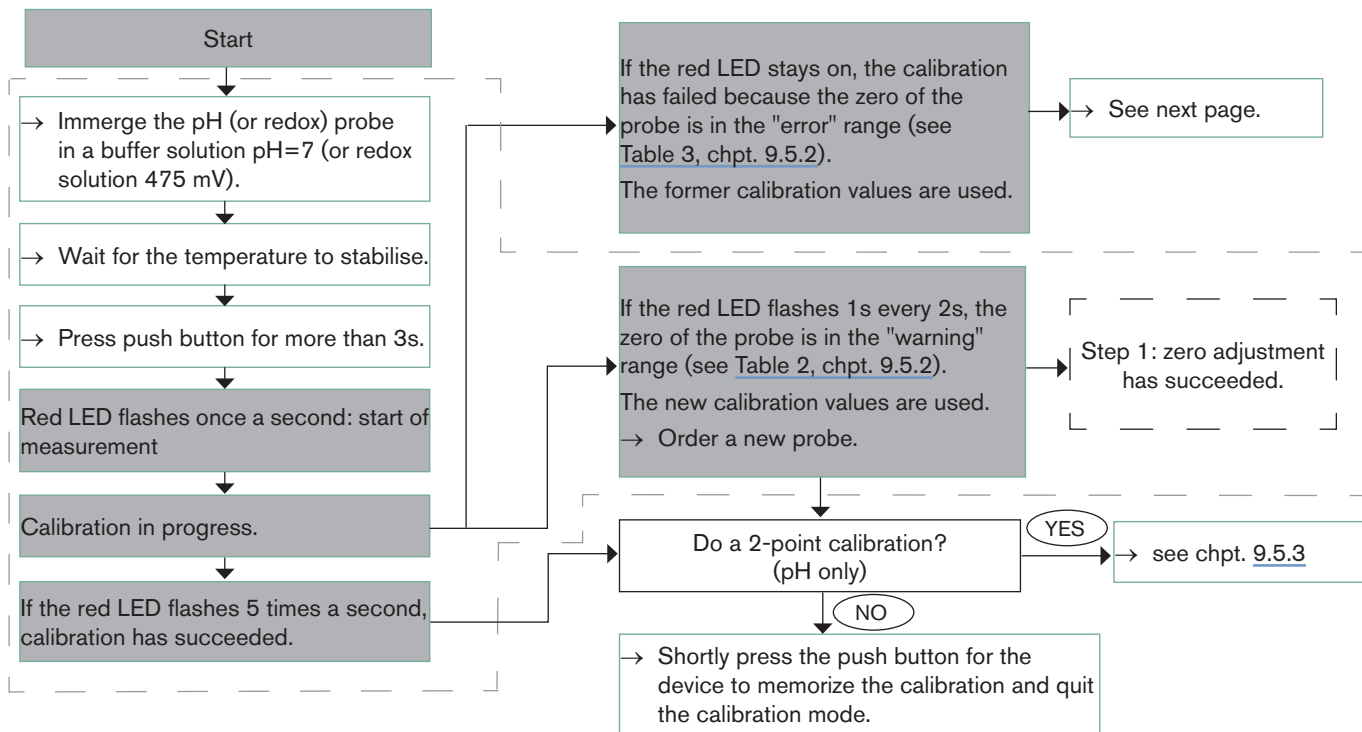 Start
→ Immerge the pH (or redox) probe
in a buffer solution pH=7 (or redox
solution 475 mV).
→ Wait for the temperature to stabilise.
→ Press push button for more than 3s.
Red LED flashes once a second: start of
measurement
Calibration in progress.
If the red LED flashes 5 times a second,
calibration has succeeded.
If the red LED stays on, the calibration
has failed because the zero of the
probe is in the "error" range (see
Table 3, chpt. 9.5.2).
The former calibration values are used.
→ See next page.
If the red LED flashes 1s every 2s, the
zero of the probe is in the "warning"
range (see Table 2, chpt. 9.5.2).
The new calibration values are used.
→ Order a new probe.
Step 1: zero adjustment
has succeeded.
Do a 2-point calibration?
(pH only)
YES
→ see chpt. 9.5.3
NO
→ Shortly press the push button for the
device to memorize the calibration and quit
the calibration mode.